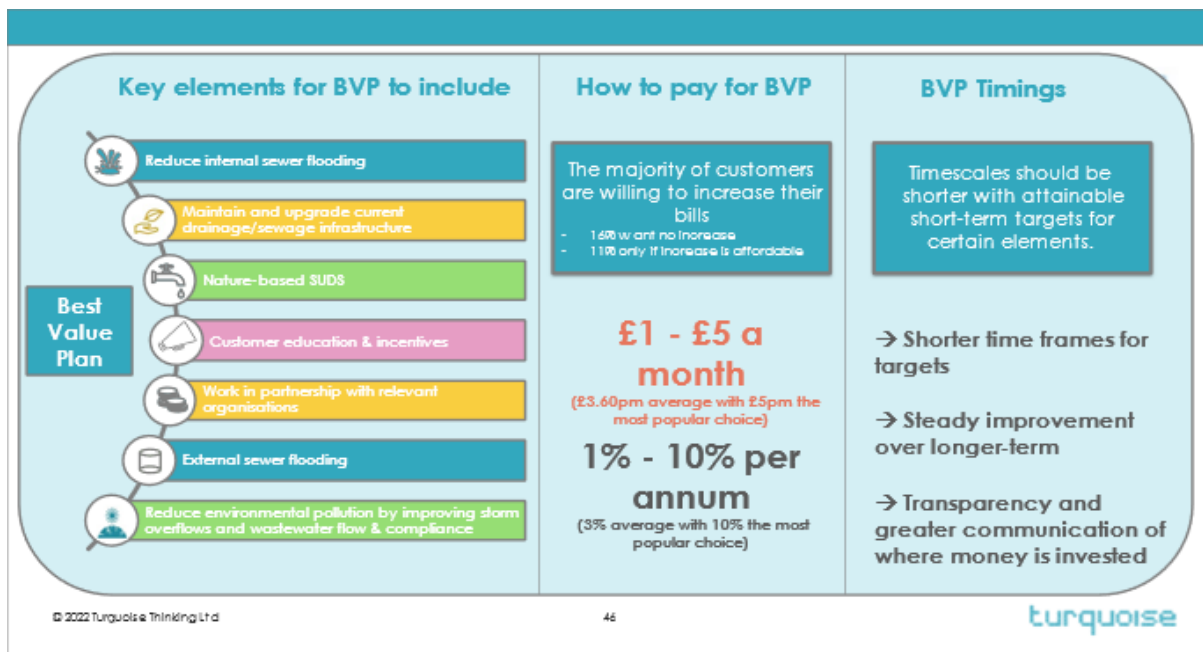 Key elements for BVP to include
Best
Value
Plan
Reduce internal sewer flooding
Maintain and upgrade current
drainage/sewage infrastructure
Nature-based SUDS
Customer education & incentives
Work in partnership with relevant
organisations
External sewer flooding
Reduce environmental pollution by improving storm
overflows and wastewater flow & compliance
How to pay for BVP
The majority of customers
are willing to increase their
bills
- 16% want no increase
- 11% only if increase is affordable
£1 - £5 a
month
(£3.60pm average with £5pm the
most popular choice)
1% - 10% per
annum
(3% average with 10% the most
popular choice)
BVP Timings
Timescales should be
shorter with attainable
short-term targets for
certain elements.
→ Shorter time frames for
targets
→ Steady improvement
over longer-term
→ Transparency and
greater communication of
where money is invested
© 2022 Turquoise Thinking Ltd
46
turquoise